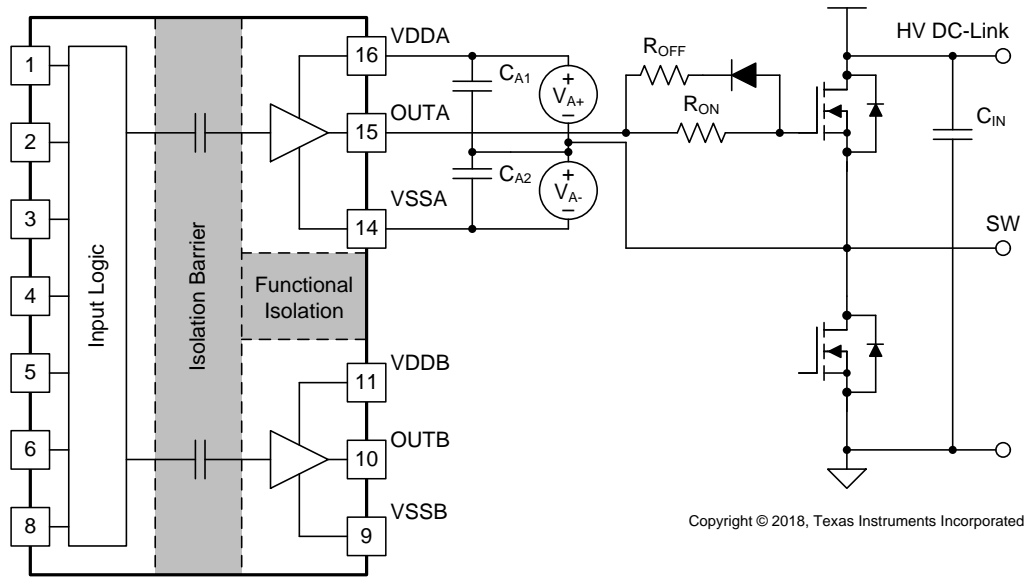 1
2
3
4
5
6
8
Input Logic
Isolation Barrier
Functional
Isolation
16
VDDA
15
OUTA
14
VSSA
11
VDDB
10
OUTB
9
VSSB
CA1
CA2
+
VA+
−
+
VA-
−
ROFF
RON
HV DC-Link
CIN
SW
Copyright © 2018, Texas Instruments Incorporated